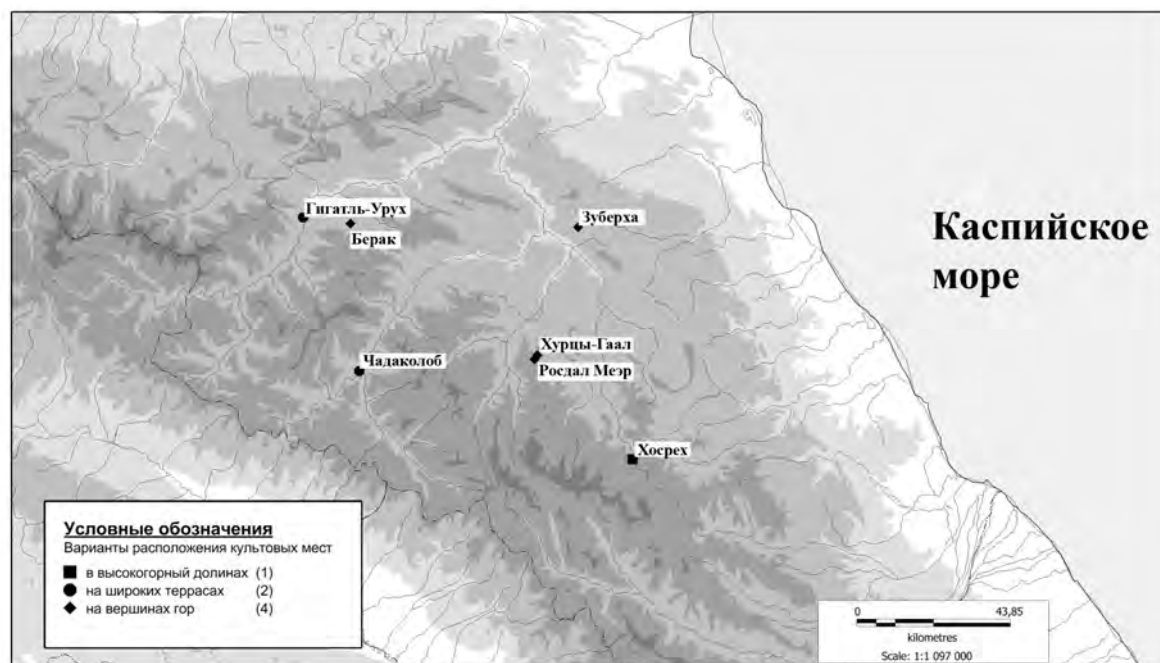 Гигатль-Урух
Берак
Зуберха
Каспийское
море
Хурцы-Гаал
Росдал Меэр
Чадаколоб
Хосрех
Условные обозначения
Варианты расположения культовых мест
в высокогорный долинах (1)
на широких террасах (2)
на вершинах гор (4)
0 43,85
kilometres
Scale: 1:1 097 000